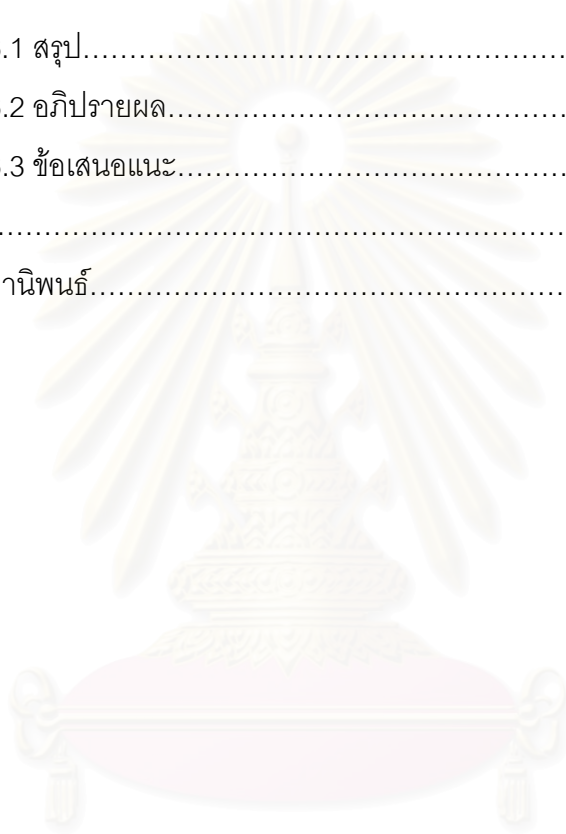 .1 สรุป………………………………………………
.2 อภิปรายผล………………………………………
.3 ข้อเสนอแนะ………………………………………
………………………………………………………
านิพนธ์………………………………………………